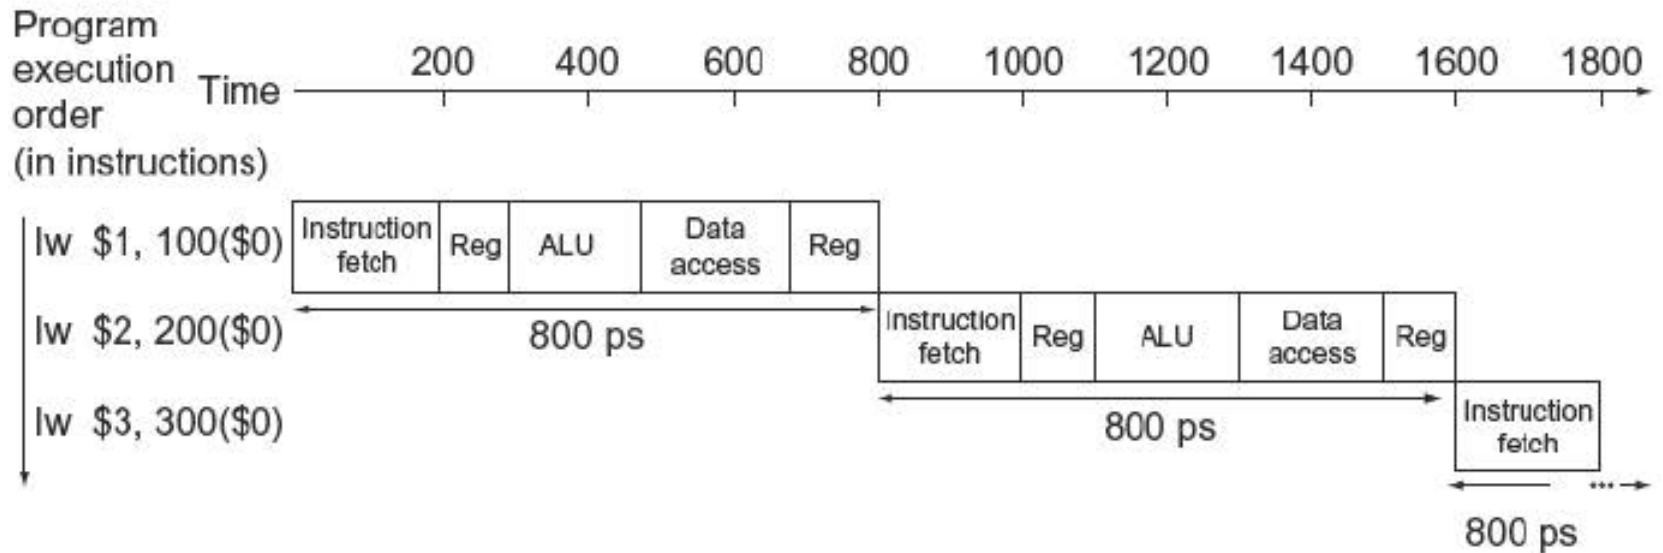 Program
execution
order
(in instructions)
Time
200 400 600 800 1000 1200 1400 1600 1800
lw $1, 100($0)
Instruction
fetch
Reg
ALU
Data
access
Reg
800 ps
lw $2, 200($0)
Instruction
fetch
Reg
ALU
Data
access
Reg
800 ps
lw $3, 300($0)
Instruction
fetch
...
800 ps